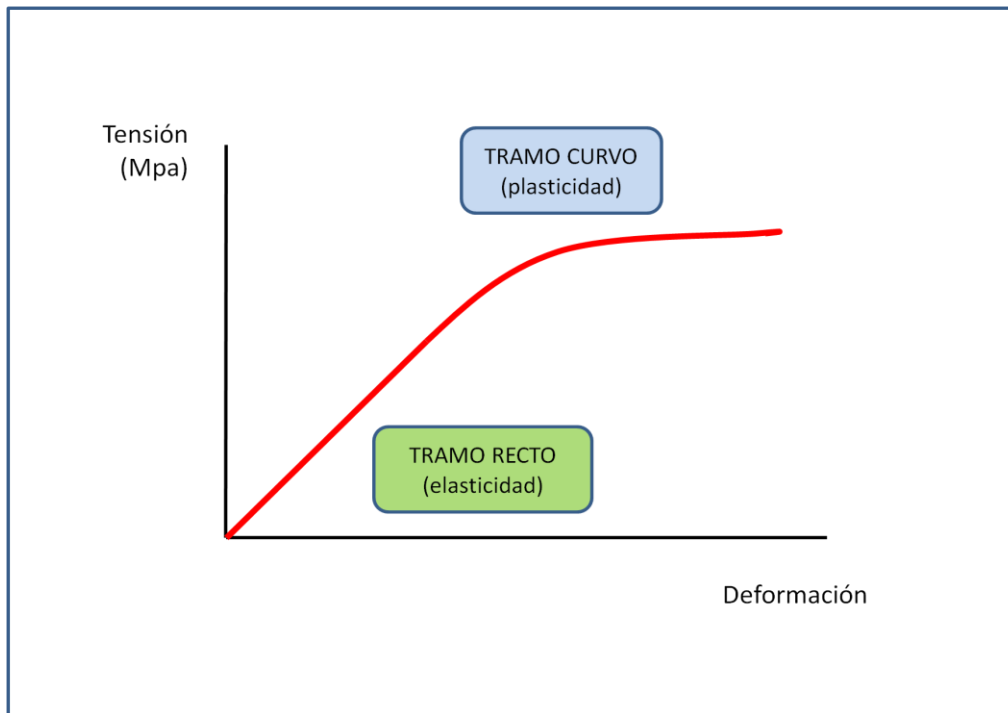 Tensión
(Mpa)
TRAMO CURVO
(plasticidad)
TRAMO RECTO
(elasticidad)
Deformación